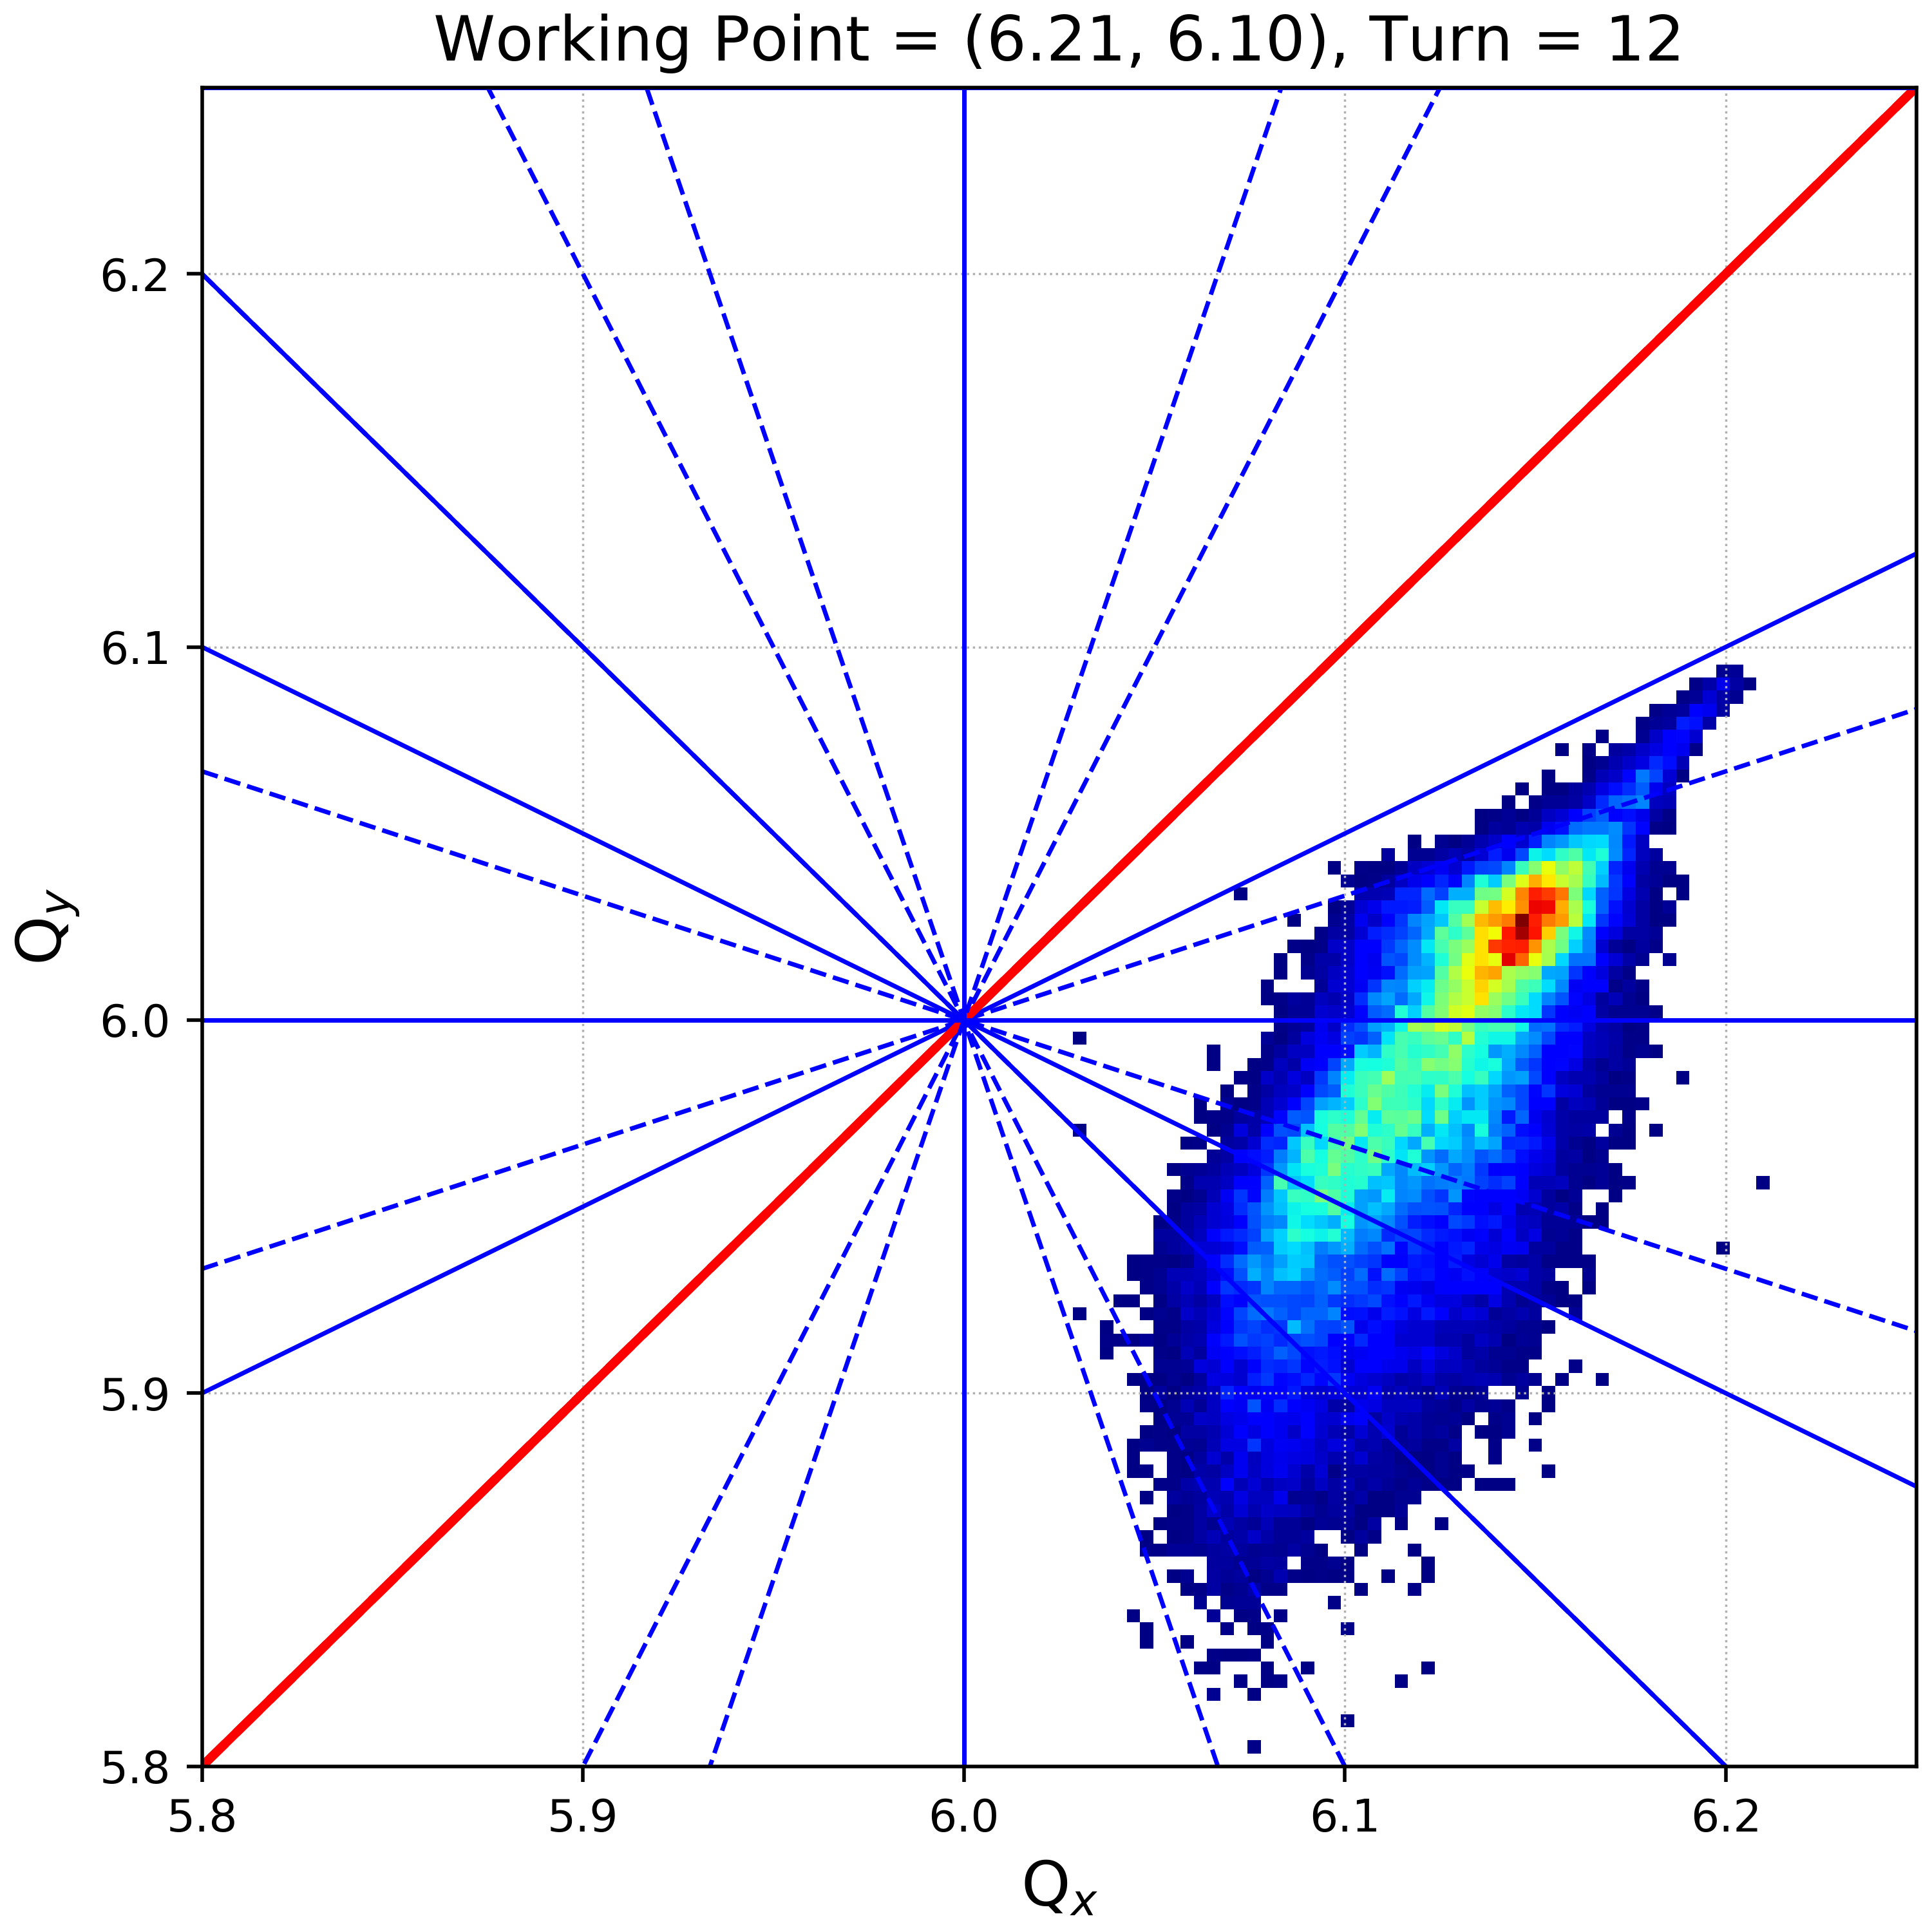 Working Point = (6.21, 6.10), Turn = 12
6.2
6.1
6.0
5.9
5.8
Qy
5.8 5.9 6.0 6.1 6.2
Qx